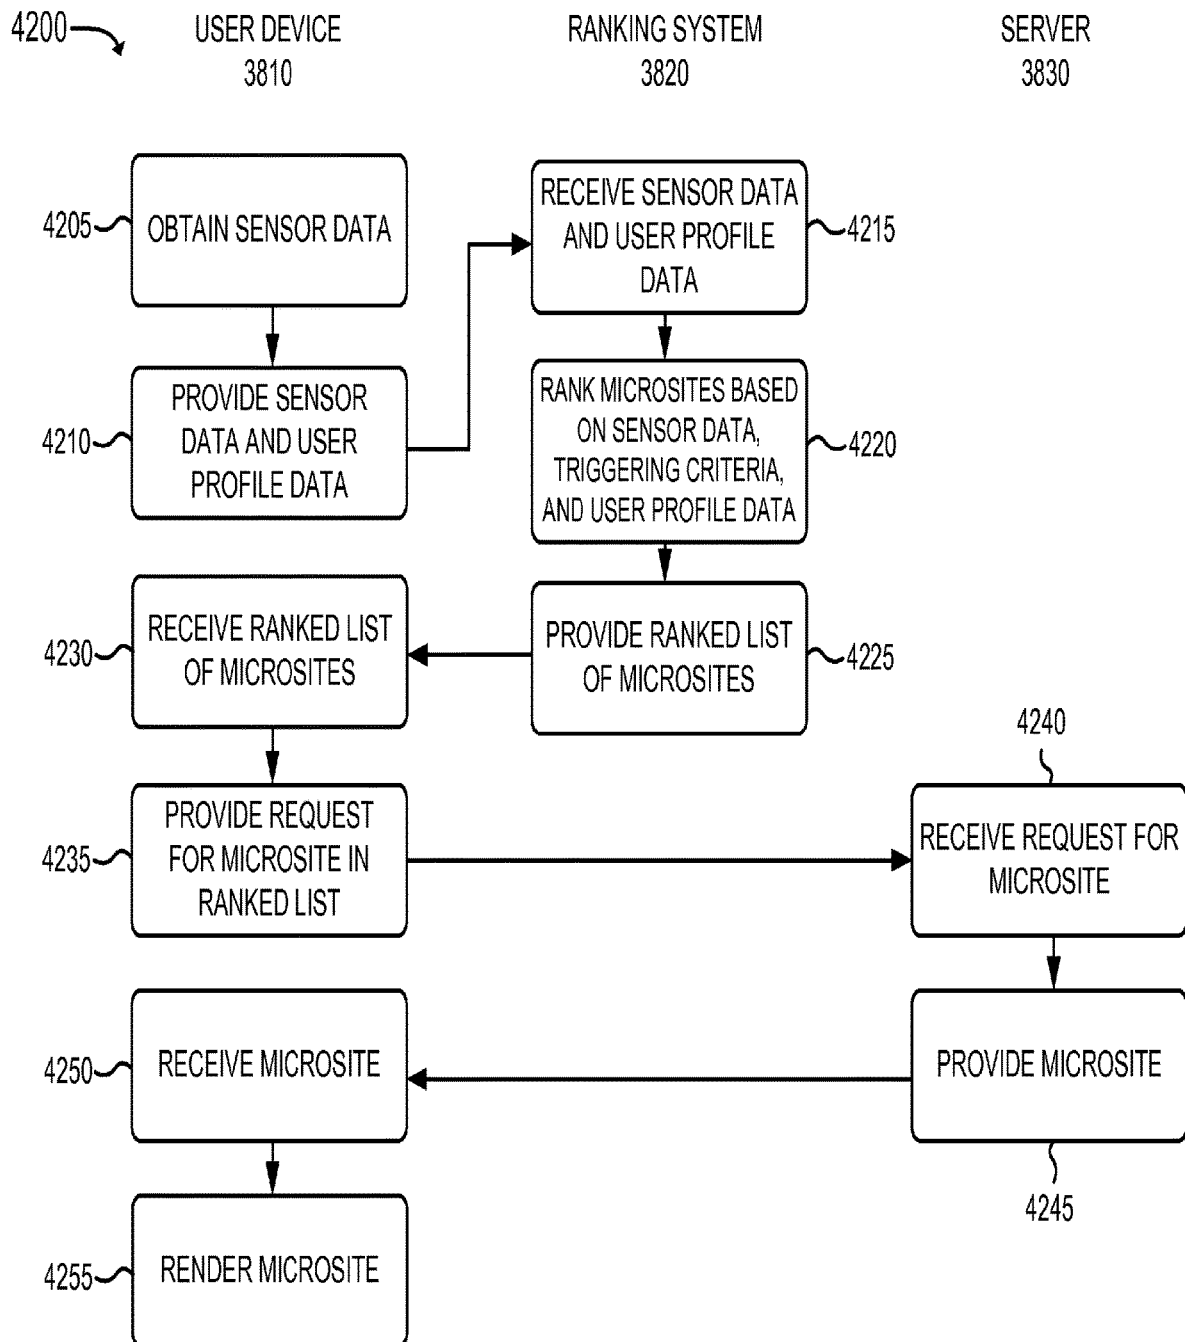 4200
USER DEVICE
3810
RANKING SYSTEM
3820
SERVER
3830
4205
OBTAIN SENSOR DATA
4210
PROVIDE SENSOR
DATA AND USER
PROFILE DATA
RECEIVE SENSOR DATA
AND USER PROFILE
DATA
4215
RANK MICROSITES BASED
ON SENSOR DATA,
TRIGGERING CRITERIA,
AND USER PROFILE DATA
4220
PROVIDE RANKED LIST
OF MICROSITES
4225
4230
RECEIVE RANKED LIST
OF MICROSITES
4235
PROVIDE REQUEST
FOR MICROSITE IN
RANKED LIST
4240
RECEIVE REQUEST FOR
MICROSITE
PROVIDE MICROSITE
4245
4250
RECEIVE MICROSITE
4255
RENDER MICROSITE